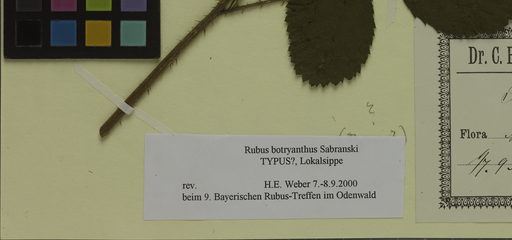 Rubus botryanthus Sabranski
TYPUS?, Lokalsippe
rev. H.E. Weber 7.-8.9.2000
beim 9. Bayerischen Rubus-Treffen im Odenwald
Dr. C. B
Flora